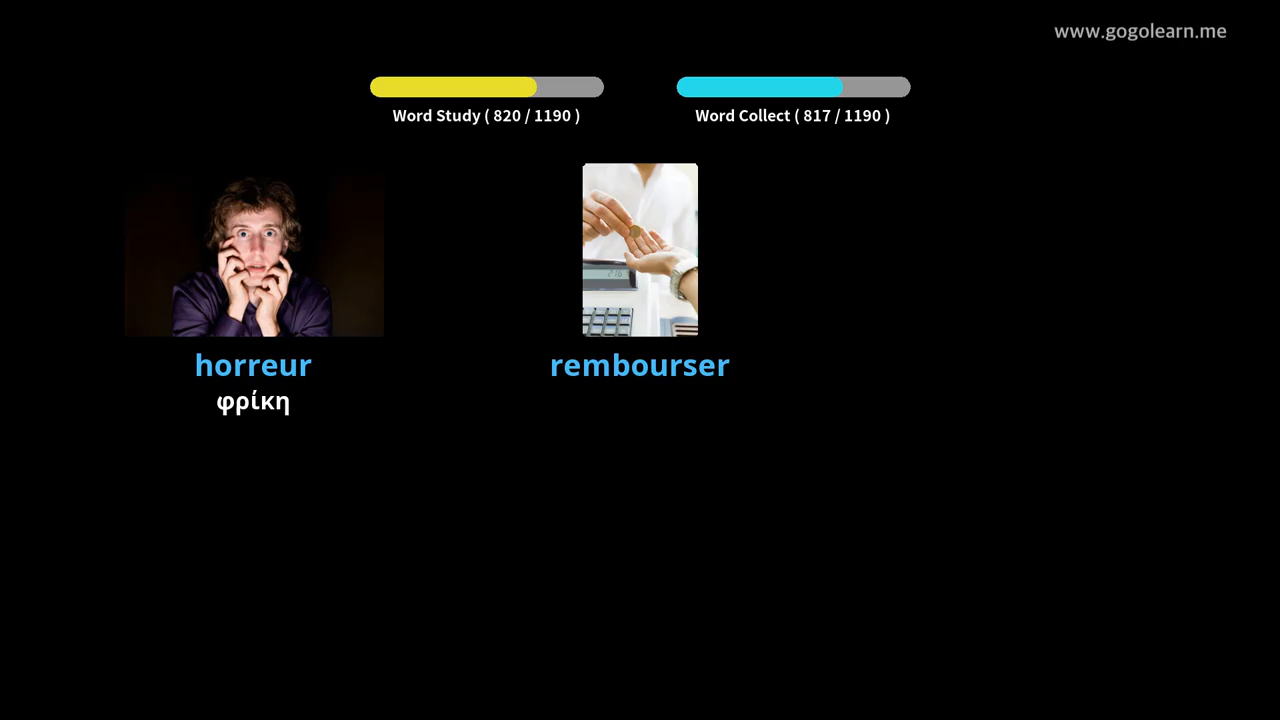 www.gogolearn.me
Word Study ( 820 / 1190 )
Word Collect ( 817 / 1190 )
horreur
φρίκη
rembourser